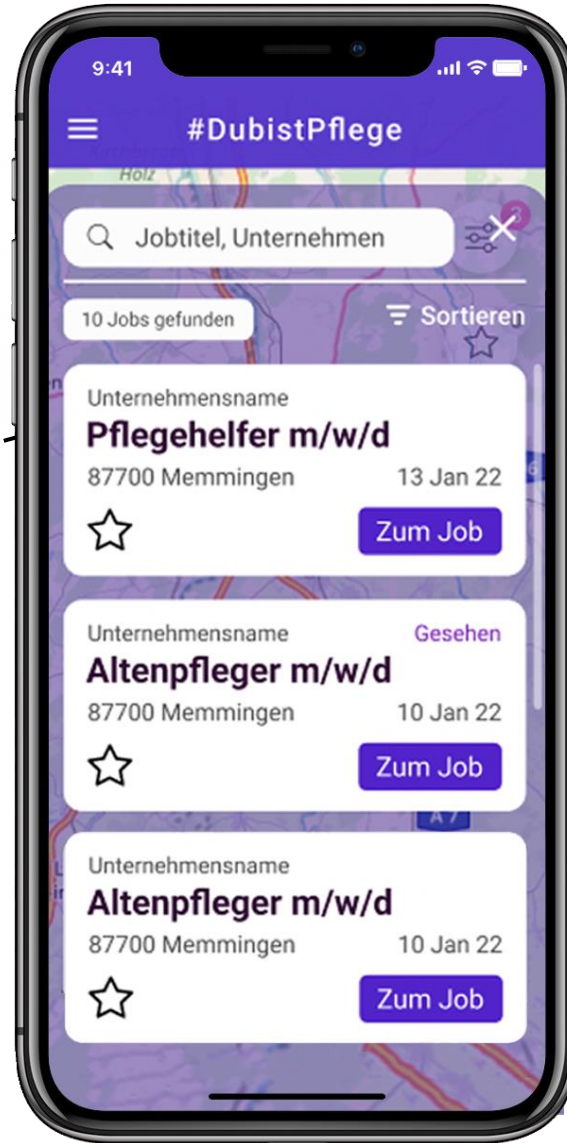 9:41
#DubistPflege
Holz
Jobtitel, Unternehmen
3
10 Jobs gefunden
Sortieren
Unternehmensname
Pflegehelfer m/w/d
87700 Memmingen 13 Jan 22
Zum Job
Unternehmensname Gesehen
Altenpfleger m/w/d
87700 Memmingen 10 Jan 22
Zum Job
A 7
Unternehmensname
Altenpfleger m/w/d
87700 Memmingen 10 Jan 22
Zum Job